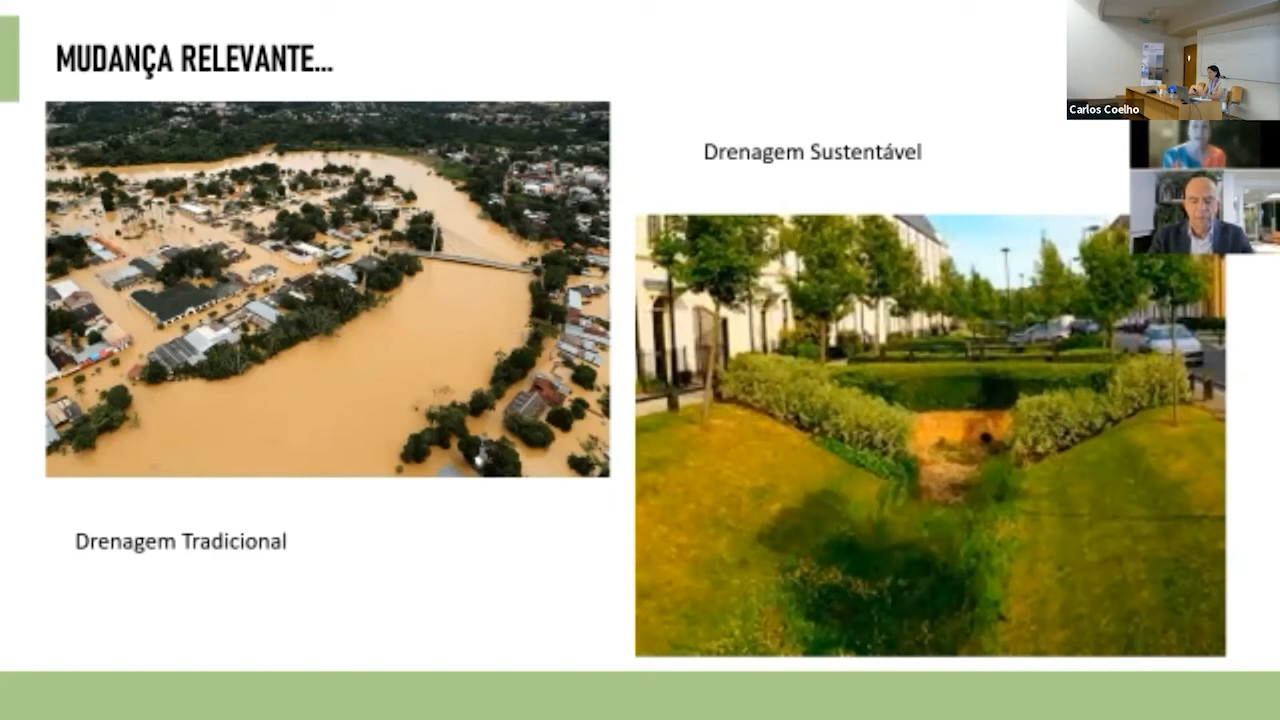 MUDANÇA RELEVANTE...
Carlos Coelho
Drenagem Sustentável
Drenagem Tradicional